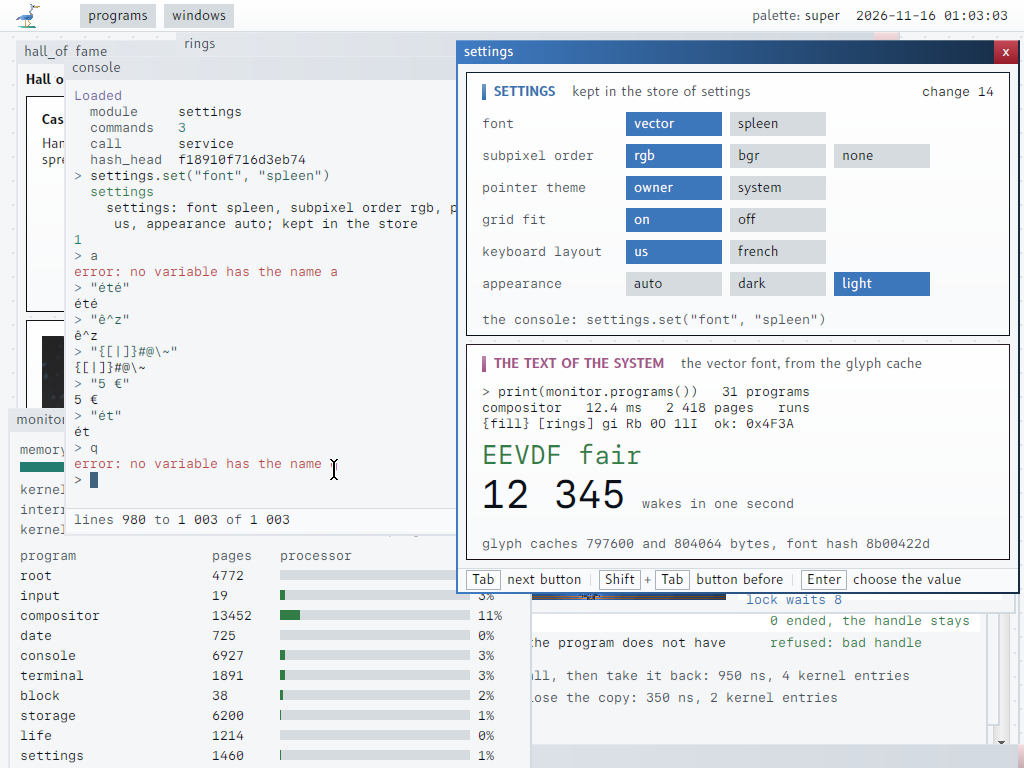 programs windows palette: super 2026-11-16 01:03:03
rings
hall_of fame
console
Hall o
Cas
Har
spre
Loaded
module settings
commands 3
call service
hash_head f18910f716d3eb74
> settings.set("font", "spleen")
settings
settings: font spleen, subpixel order rgb, p
us, appearance auto; kept in the store
1
> a
error: no variable has the name a
> "été"
été
> "ê^z"
ê^z
> "{[|]}#@\~"
{[|]}#@\~
> "5 €"
5 €
> "ét"
ét
> q
error: no variable has the name
>
lines 980 to 1 003 of 1 003
settings x
SETTINGS kept in the store of settings change 14
font vector spleen
subpixel order rgb bgr none
pointer theme owner system
grid fit on off
keyboard layout us french
appearance auto dark light
the console: settings.set("font", "spleen")
THE TEXT OF THE SYSTEM the vector font, from the glyph cache
> print(monitor.programs()) 31 programs
compositor 12.4 ms 2 418 pages runs
{fill} [rings] gi Rb 0O 1lI ok: 0x4F3A
EEVDF fair
12 345 wakes in one second
glyph caches 797600 and 804064 bytes, font hash 8b00422d
Tab next button Shift + Tab button before Enter choose the value
monitor
memory
kernel
inter
kernel
program pages processor
root 4772
input 19 3%
compositor 13452 11%
date 725 0%
console 6927 3%
terminal 1891 3%
block 38 2%
storage 6200 1%
life 1214 0%
settings 1460 1%
lock waits 8
0 ended, the handle stays
the program does not have refused: bad handle
all, then take it back: 950 ns, 4 kernel entries
lose the copy: 350 ns, 2 kernel entries